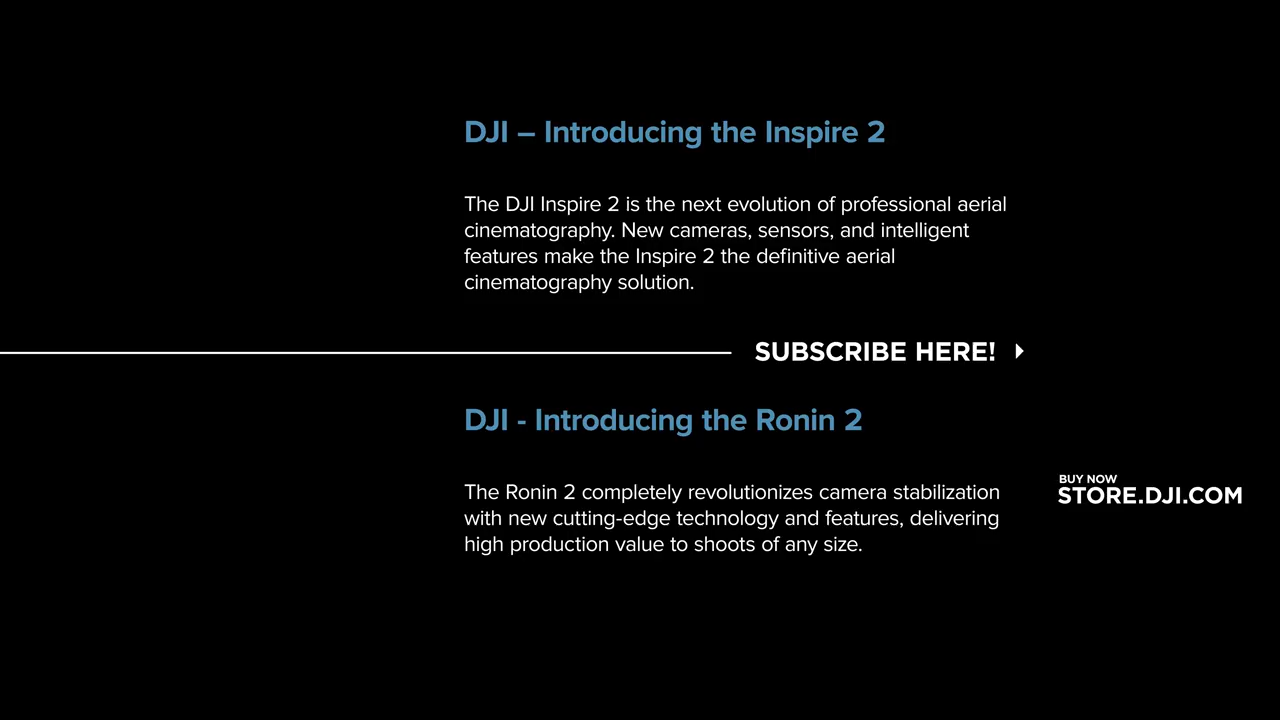 DJI – Introducing the Inspire 2
The DJI Inspire 2 is the next evolution of professional aerial
cinematography. New cameras, sensors, and intelligent
features make the Inspire 2 the definitive aerial
cinematography solution.
SUBSCRIBE HERE!
DJI - Introducing the Ronin 2
The Ronin 2 completely revolutionizes camera stabilization
with new cutting-edge technology and features, delivering
high production value to shoots of any size.
BUY NOW
STORE.DJI.COM